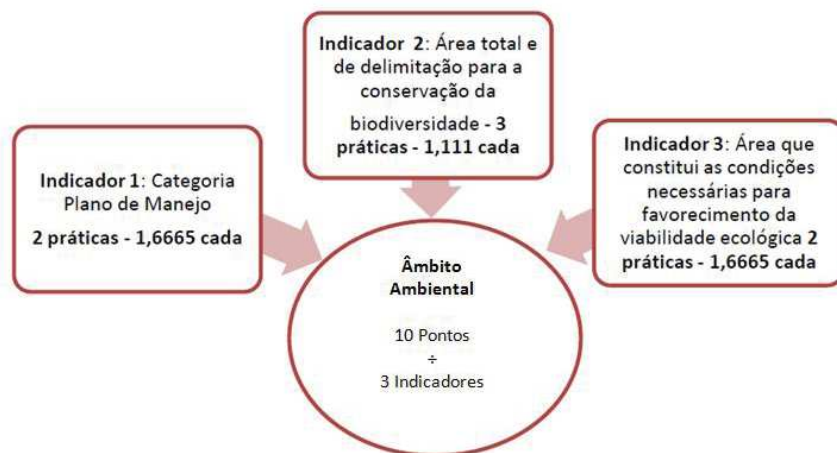 Indicador 2: Área total e
de delimitação para a
conservação da
biodiversidade - 3
práticas - 1,111 cada
Indicador 1: Categoria
Plano de Manejo
2 práticas - 1,6665 cada
Indicador 3: Área que
constitui as condições
necessárias para
favorecimento da
viabilidade ecológica 2
práticas - 1,6665 cada
Âmbito
Ambiental
10 Pontos
÷
3 Indicadores